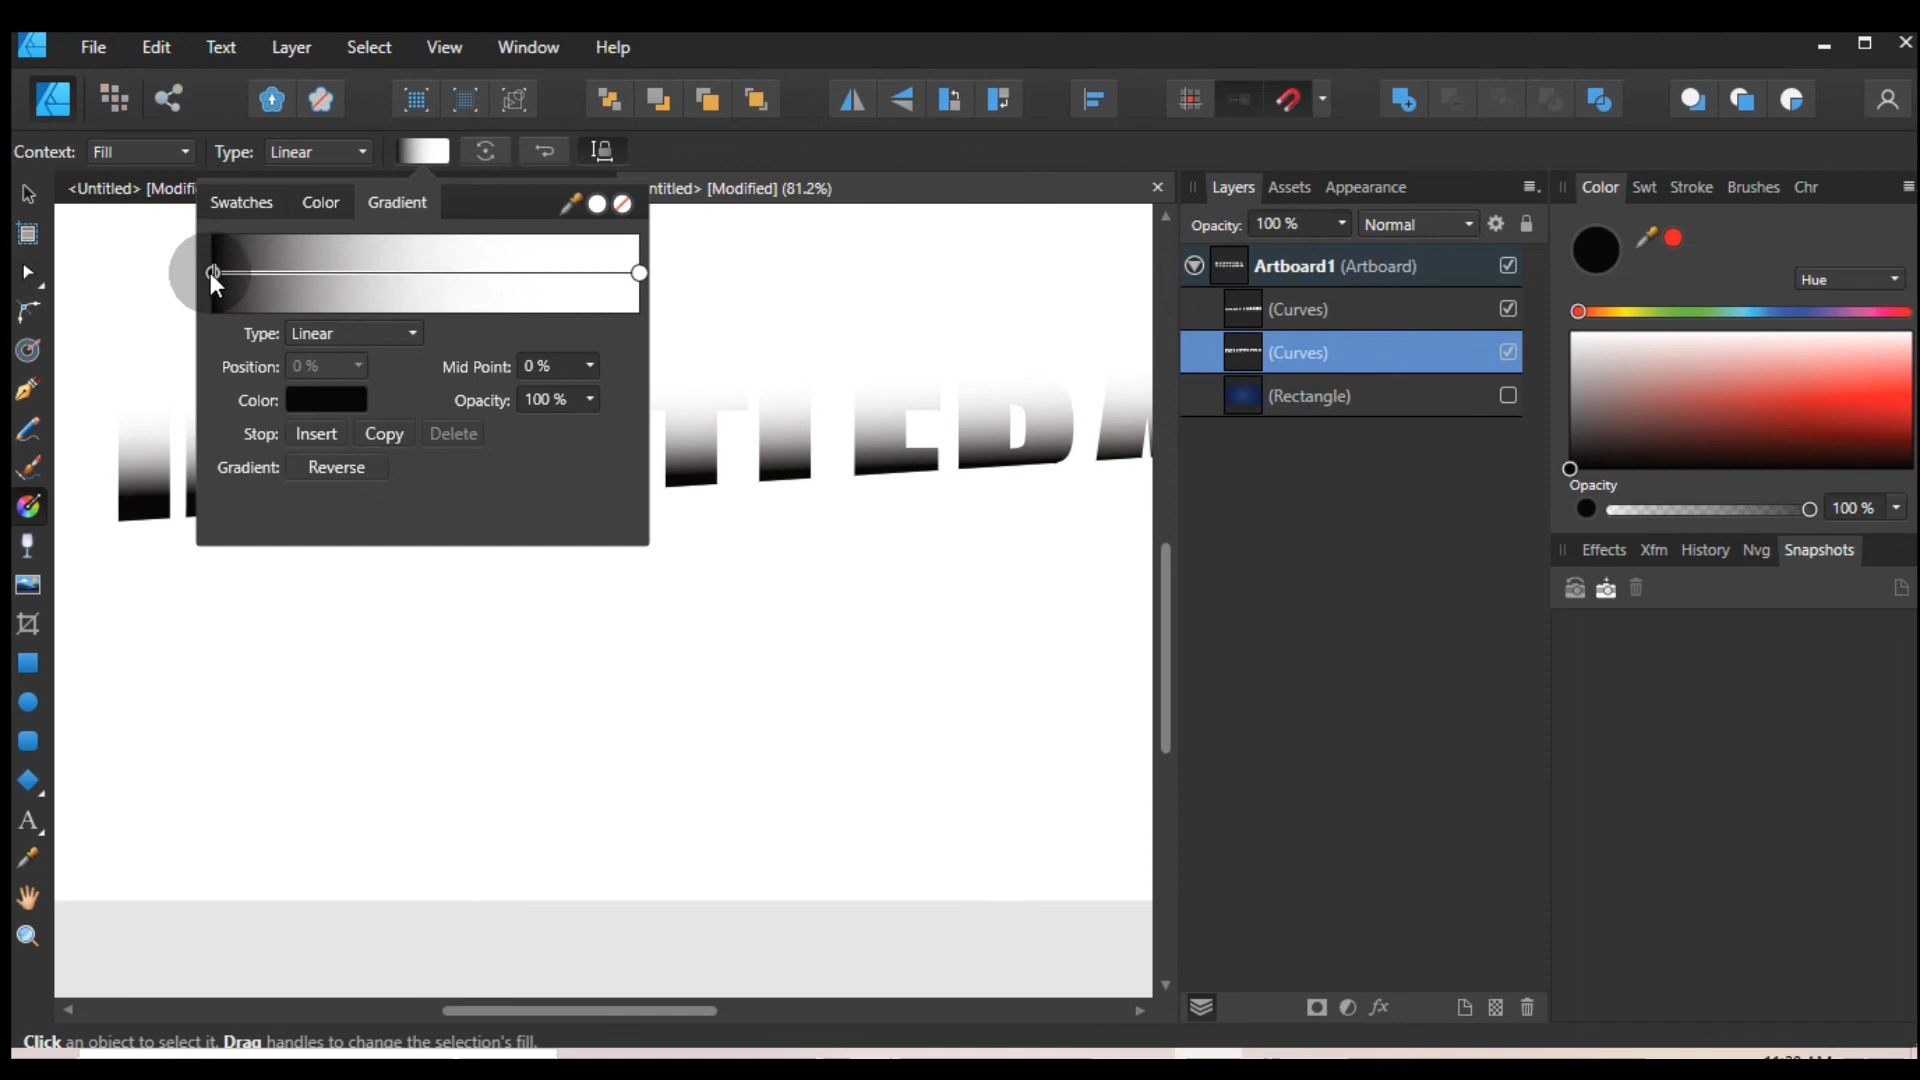 File Edit Text Layer Select View Window Help
Context: Fill Type: Linear
<Untitled> [Modifi
ntitled> [Modified] (81.2%)
Swatches Color Gradient
Type: Linear
Position: 0 % Mid Point: 0 %
Color: Opacity: 100 %
Stop: Insert Copy Delete
Gradient: Reverse
TIEDA
Layers Assets Appearance
Opacity: 100 % Normal
Artboard1 (Artboard)
(Curves)
(Curves)
(Rectangle)
Color Swt Stroke Brushes Chr
Hue
Opacity
100 %
Effects Xfm History Nvg Snapshots
fx
Click an object to select it. Drag handles to change the selection's fill.